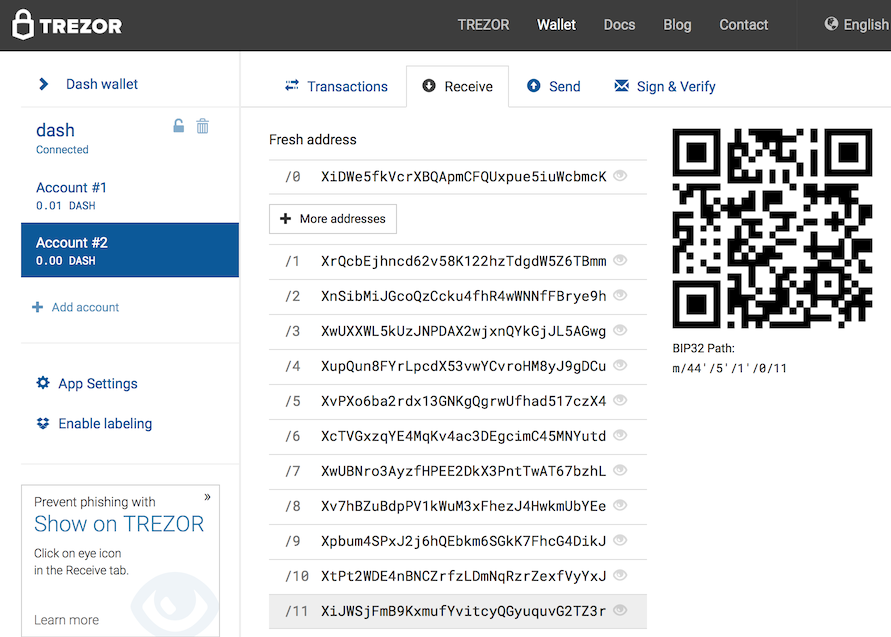 TREZOR
TREZOR Wallet Docs Blog Contact English
Dash wallet
dash
Connected
Account #1
0.01 DASH
Account #2
0.00 DASH
Add account
App Settings
Enable labeling
Prevent phishing with »
Show on TREZOR
Click on eye icon
in the Receive tab.
Learn more
Transactions Receive Send Sign & Verify
Fresh address
/0 XiDWe5fkVcrXBQApmCFQUxpue5iuWcbmcK
More addresses
/1 XrQcbEjhncd62v58K122hzTdgdW5Z6TBmm
/2 XnSibMiJGcoQzCcku4fhR4wWNNfFBrye9h
/3 XwUXXWL5kUzJNPDAX2wjxnQYkGjJL5AGwg
/4 XupQun8FYrLpcdX53vwYCvroHM8yJ9gDCu
/5 XvPXo6ba2rdx13GNKgQgrwUfhad517czX4
/6 XcTVGxzqYE4MqKv4ac3DEgcimC45MNYutd
/7 XwUBNro3AyzfHPEE2DkX3PntTwAT67bzhL
/8 Xv7hBZuBdpPV1kWuM3xFhezJ4HwkmUbYEe
/9 Xpbum4SPxJ2j6hQEbkm6SGkK7FhcG4DikJ
/10 XtPt2WDE4nBNCZrfzLDmNqRzrZexfVyYxJ
/11 XiJWSjFmB9KxmufYvitcyQGyuquvG2TZ3r
BIP32 Path:
m/44'/5'/1'/0/11